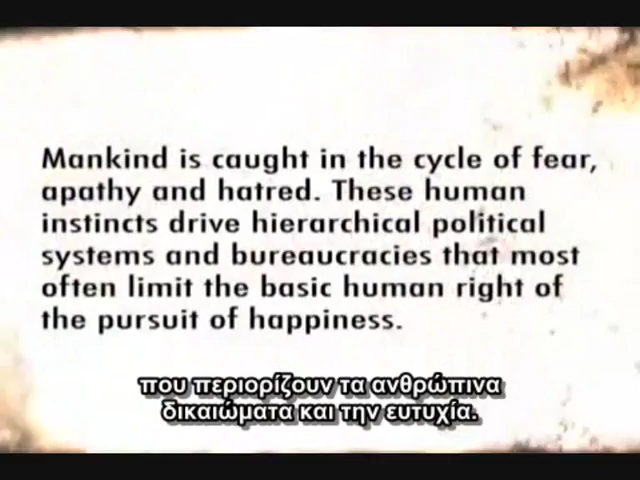 Mankind is caught in the cycle of fear,
apathy and hatred. These human
instincts drive hierarchical political
systems and bureaucracies that most
often limit the basic human right of
the pursuit of happiness.
που περιορίζουν τα ανθρώπινα
δικαιώματα και την ευτυχία.